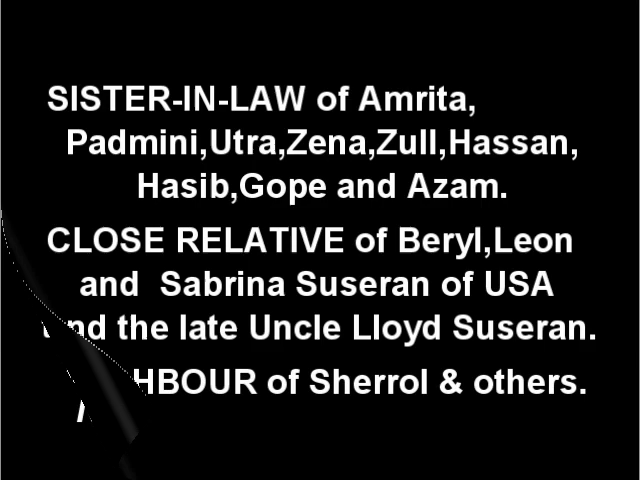 SISTER-IN-LAW of Amrita,
Padmini,Utra,Zena,Zull,Hassan,
Hasib,Gope and Azam.
CLOSE RELATIVE of Beryl,Leon
and Sabrina Suseran of USA
and the late Uncle Lloyd Suseran.
HBOUR of Sherrol & others.